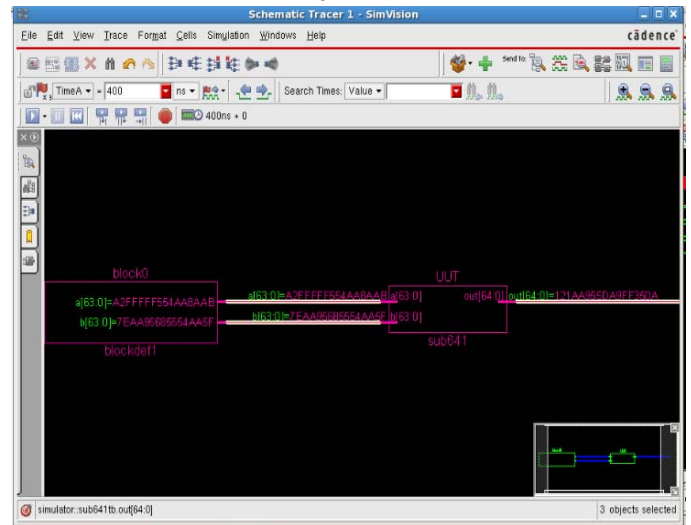 Schematic Tracer 1 - SimVision
File Edit View Trace Format Cells Simulation Windows Help
cādence
Send to:
TimeA = 400 ns
Search Times: Value
400ns + 0
block0
a[63:0]=A2FFFFF554AA8AAB
b[63:0]=7EAA95685554AA5F
blockdef1
a[63:0]=A2FFFFF554AA8AAB
b[63:0]=7EAA95685554AA5F
UUT
a[63:0] out[64:0]
b[63:0]
sub641
out[64:0]=121AA955DA9FF350A
simulator::sub641tb.out[64:0]
3 objects selected